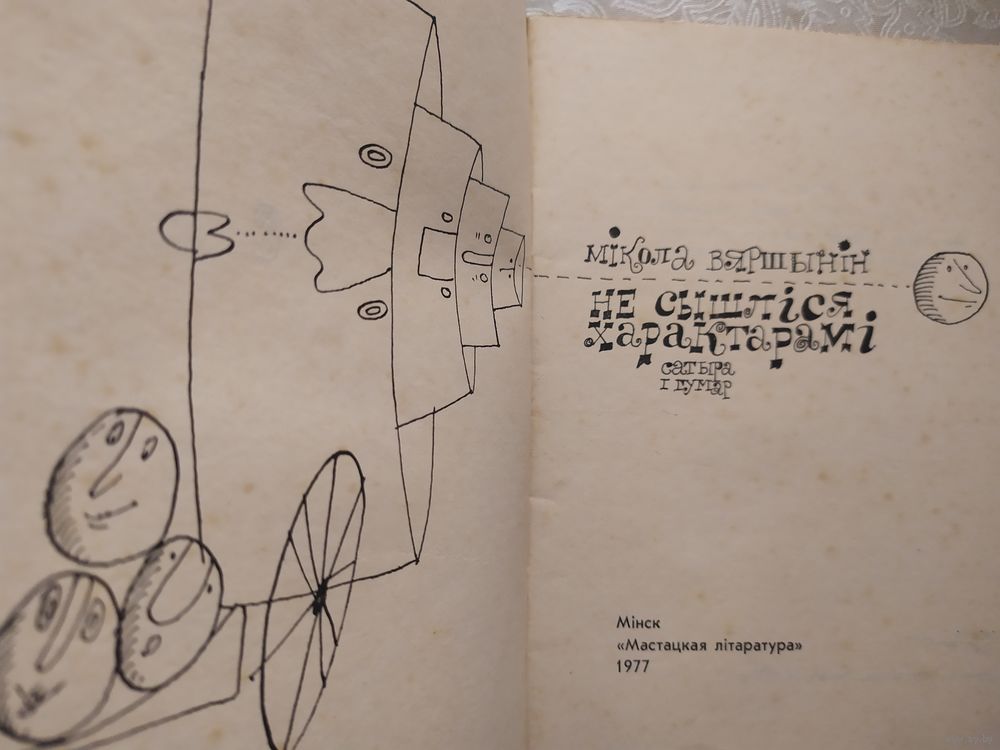 Мікола Вяршынін
Не сышліся
характарамі
сатыра
і гумар
Мінск
«Мастацкая літаратура»
1977